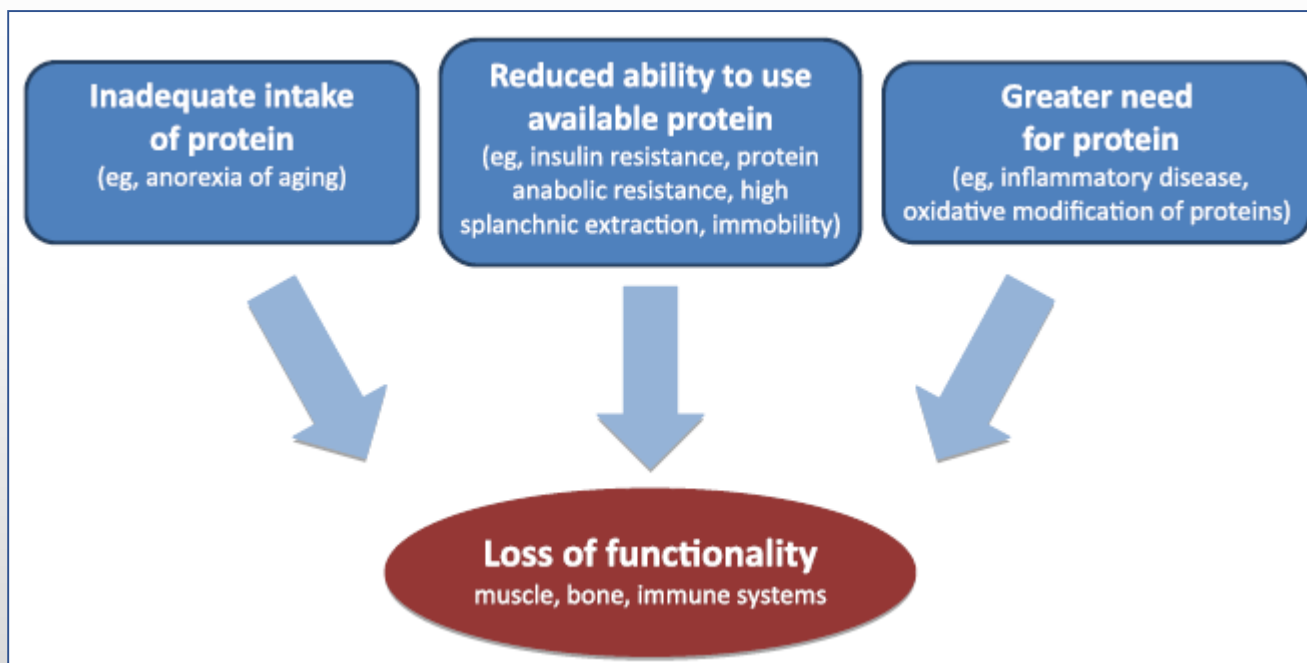 Inadequate intake
of protein
(eg, anorexia of aging)
Reduced ability to use
available protein
(eg, insulin resistance, protein
anabolic resistance, high
splanchnic extraction, immobility)
Greater need
for protein
(eg, inflammatory disease,
oxidative modification of proteins)
Loss of functionality
muscle, bone, immune systems